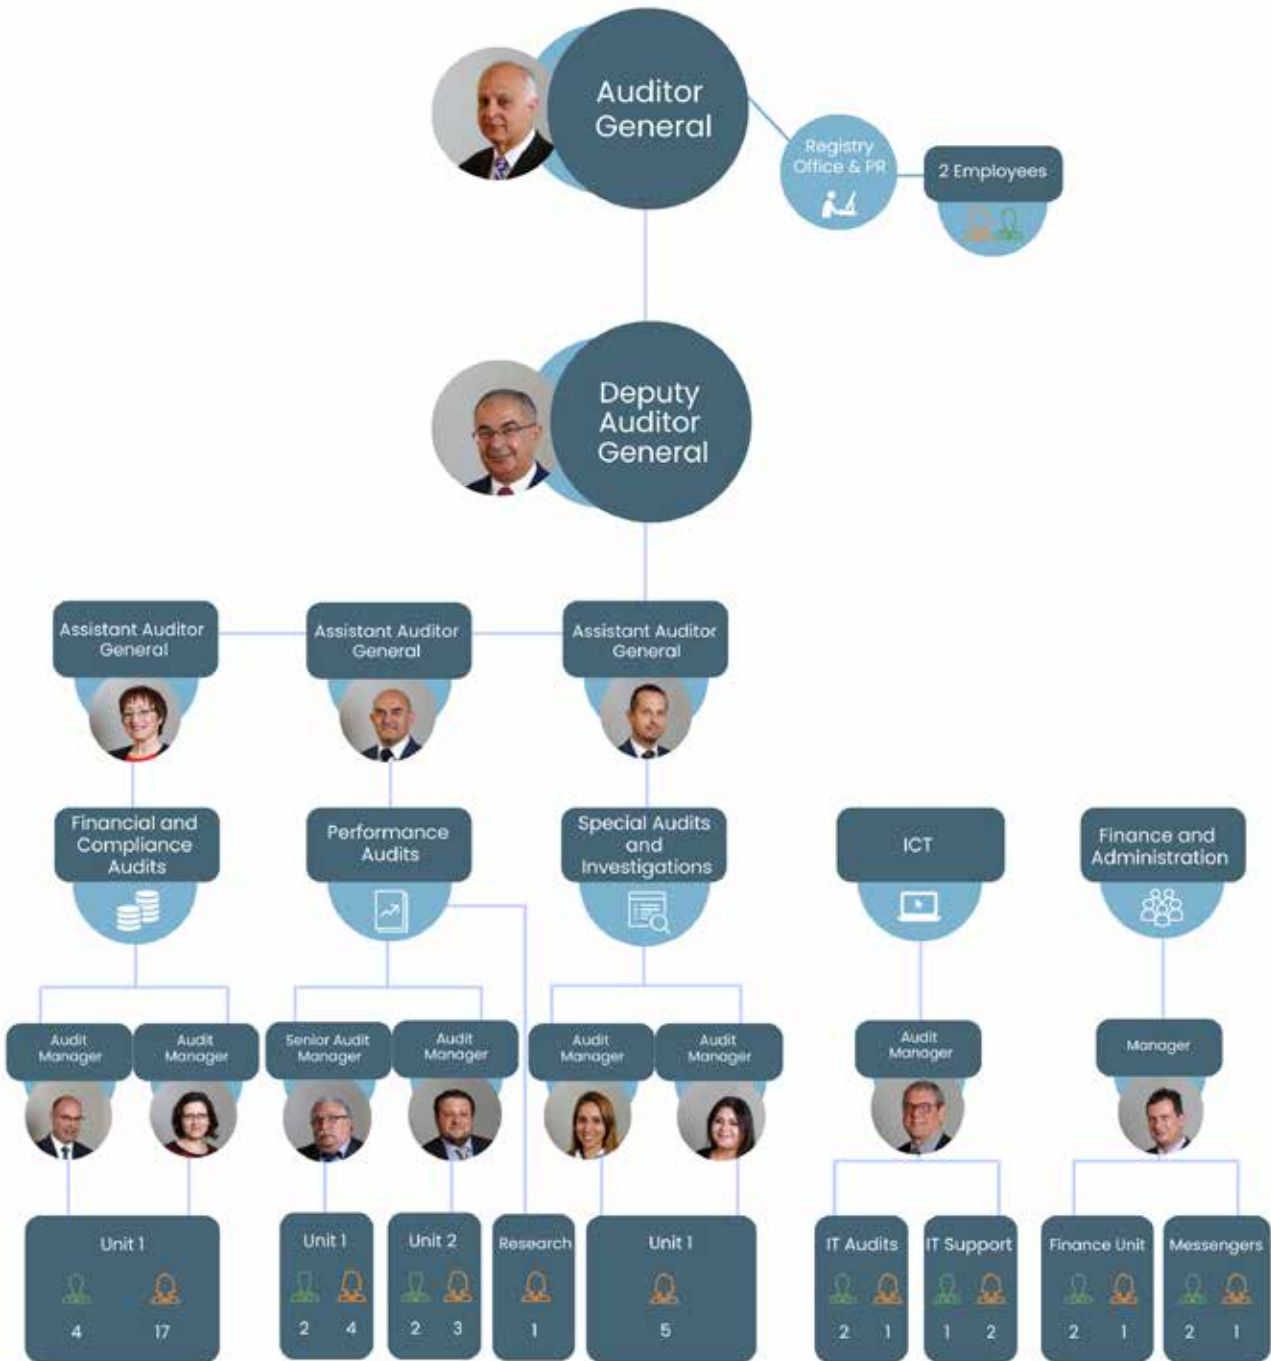 Auditor
General
Registry
Office & PR
2 Employees
Deputy
Auditor
General
Assistant Auditor
General
Assistant Auditor
General
Assistant Auditor
General
Financial and
Compliance
Audits
Performance
Audits
Special Audits
and
Investigations
ICT
Finance and
Administration
Audit
Manager
Audit
Manager
Senior Audit
Manager
Audit
Manager
Audit
Manager
Audit
Manager
Audit
Manager
Manager
Unit 1
4 17
Unit 1
2 4
Unit 2
2 3
Research
1
Unit 1
5
IT Audits
2 1
IT Support
1 2
Finance Unit
2 1
Messengers
2 1